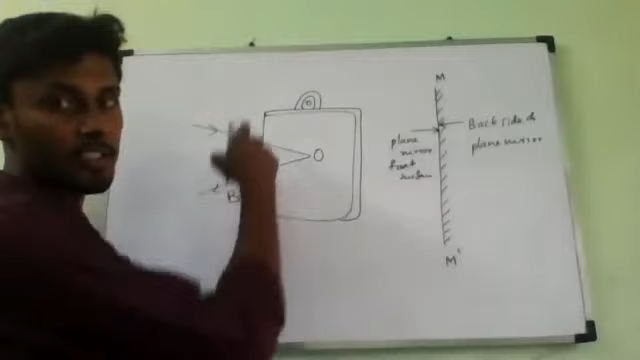 M
Back side of
plane mirror
plane
mirror
front
surface
O
B
M'